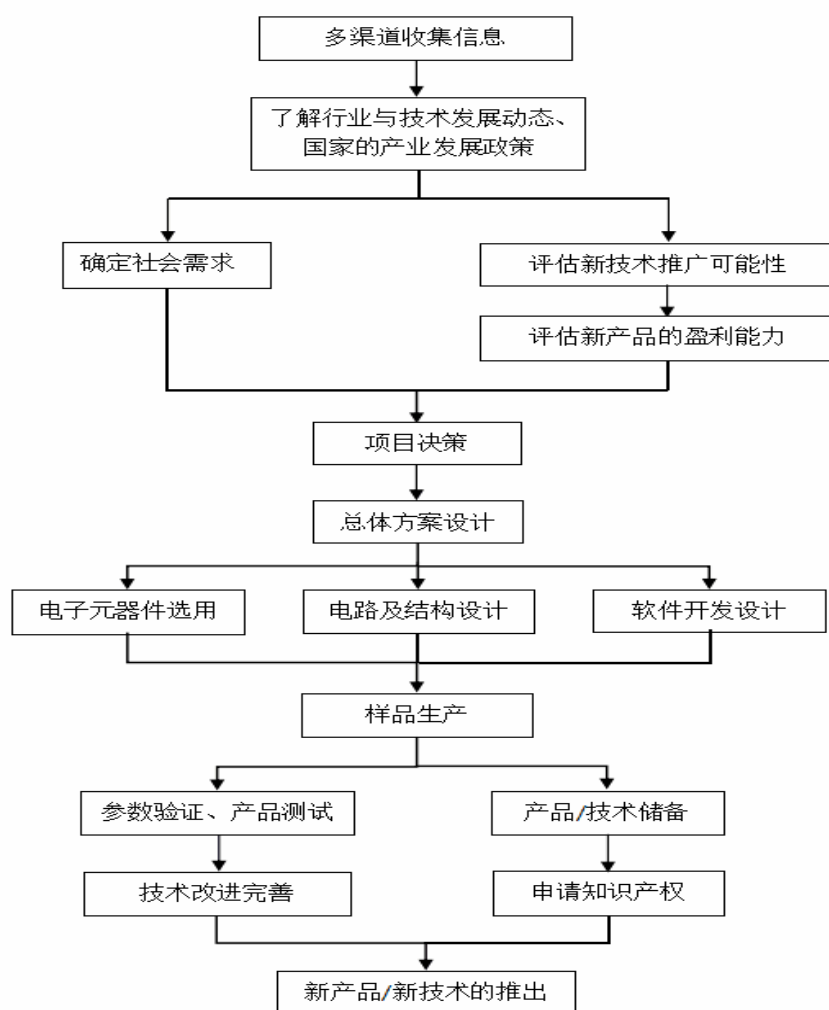 多渠道收集信息
了解行业与技术发展动态、
国家的产业发展政策
确定社会需求
评估新技术推广可能性
评估新产品的盈利能力
项目决策
总体方案设计
电子元器件选用
电路及结构设计
软件开发设计
样品生产
参数验证、产品测试
产品/技术储备
技术改进完善
申请知识产权
新产品/新技术的推出